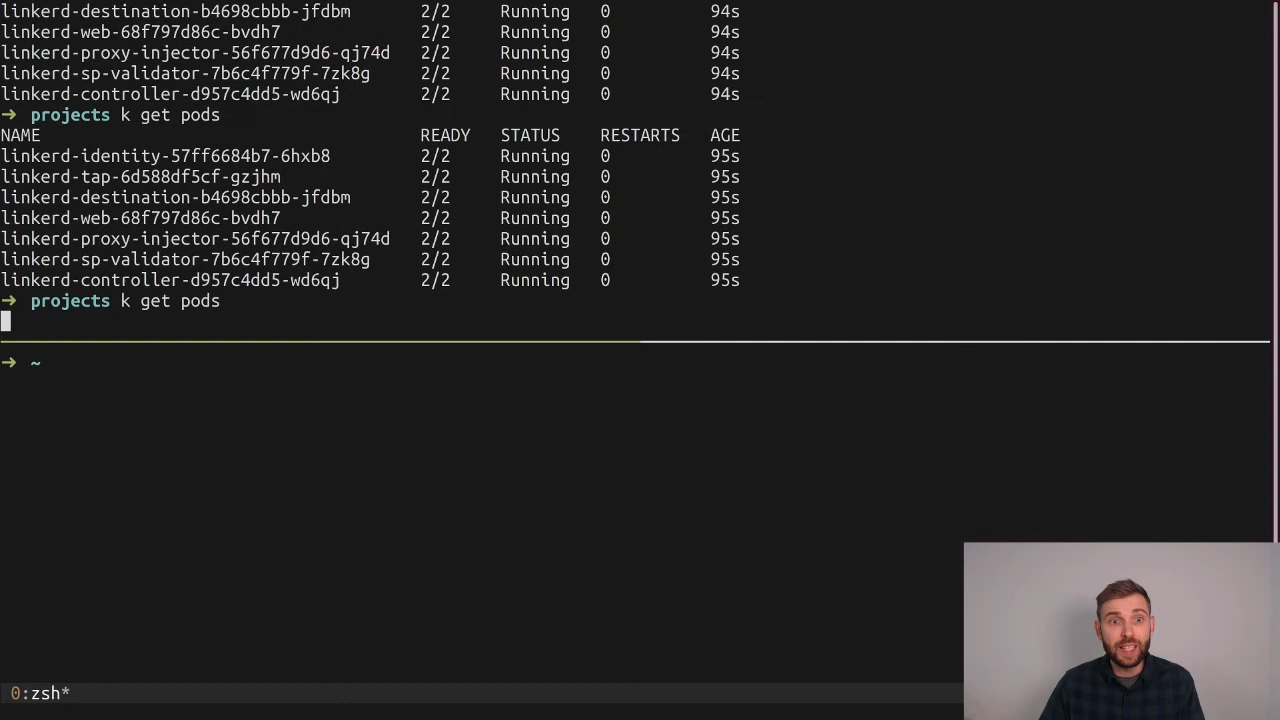 linkerd-destination-b4698cbbb-jfdbm 2/2 Running 0 94s
linkerd-web-68f797d86c-bvdh7 2/2 Running 0 94s
linkerd-proxy-injector-56f677d9d6-qj74d 2/2 Running 0 94s
linkerd-sp-validator-7b6c4f779f-7zk8g 2/2 Running 0 94s
linkerd-controller-d957c4dd5-wd6qj 2/2 Running 0 94s
➜ projects k get pods
NAME READY STATUS RESTARTS AGE
linkerd-identity-57ff6684b7-6hxb8 2/2 Running 0 95s
linkerd-tap-6d588df5cf-gzjhm 2/2 Running 0 95s
linkerd-destination-b4698cbbb-jfdbm 2/2 Running 0 95s
linkerd-web-68f797d86c-bvdh7 2/2 Running 0 95s
linkerd-proxy-injector-56f677d9d6-qj74d 2/2 Running 0 95s
linkerd-sp-validator-7b6c4f779f-7zk8g 2/2 Running 0 95s
linkerd-controller-d957c4dd5-wd6qj 2/2 Running 0 95s
➜ projects k get pods
➜ ~
0:zsh*